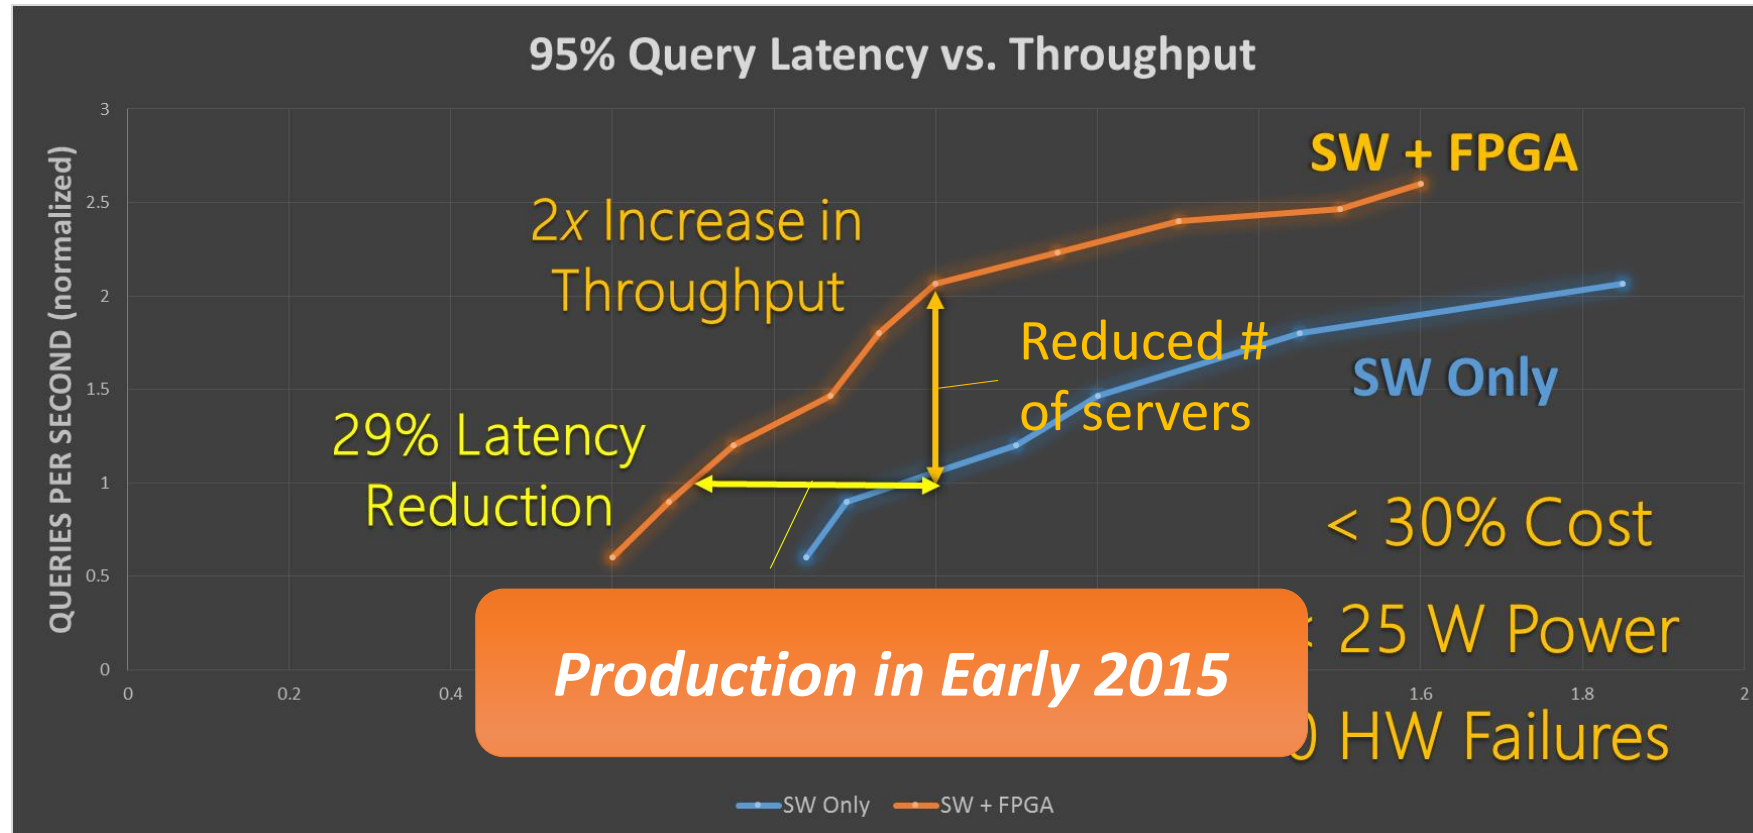 95% Query Latency vs. Throughput
QUERIES PER SECOND (normalized)
3
2.5
2
1.5
1
0.5
0
0
0.2
0.4
1.6
1.8
2
SW + FPGA
2x Increase in
Throughput
Reduced #
of servers
SW Only
29% Latency
Reduction
< 30% Cost
< 25 W Power
0 HW Failures
Production in Early 2015
SW Only
SW + FPGA